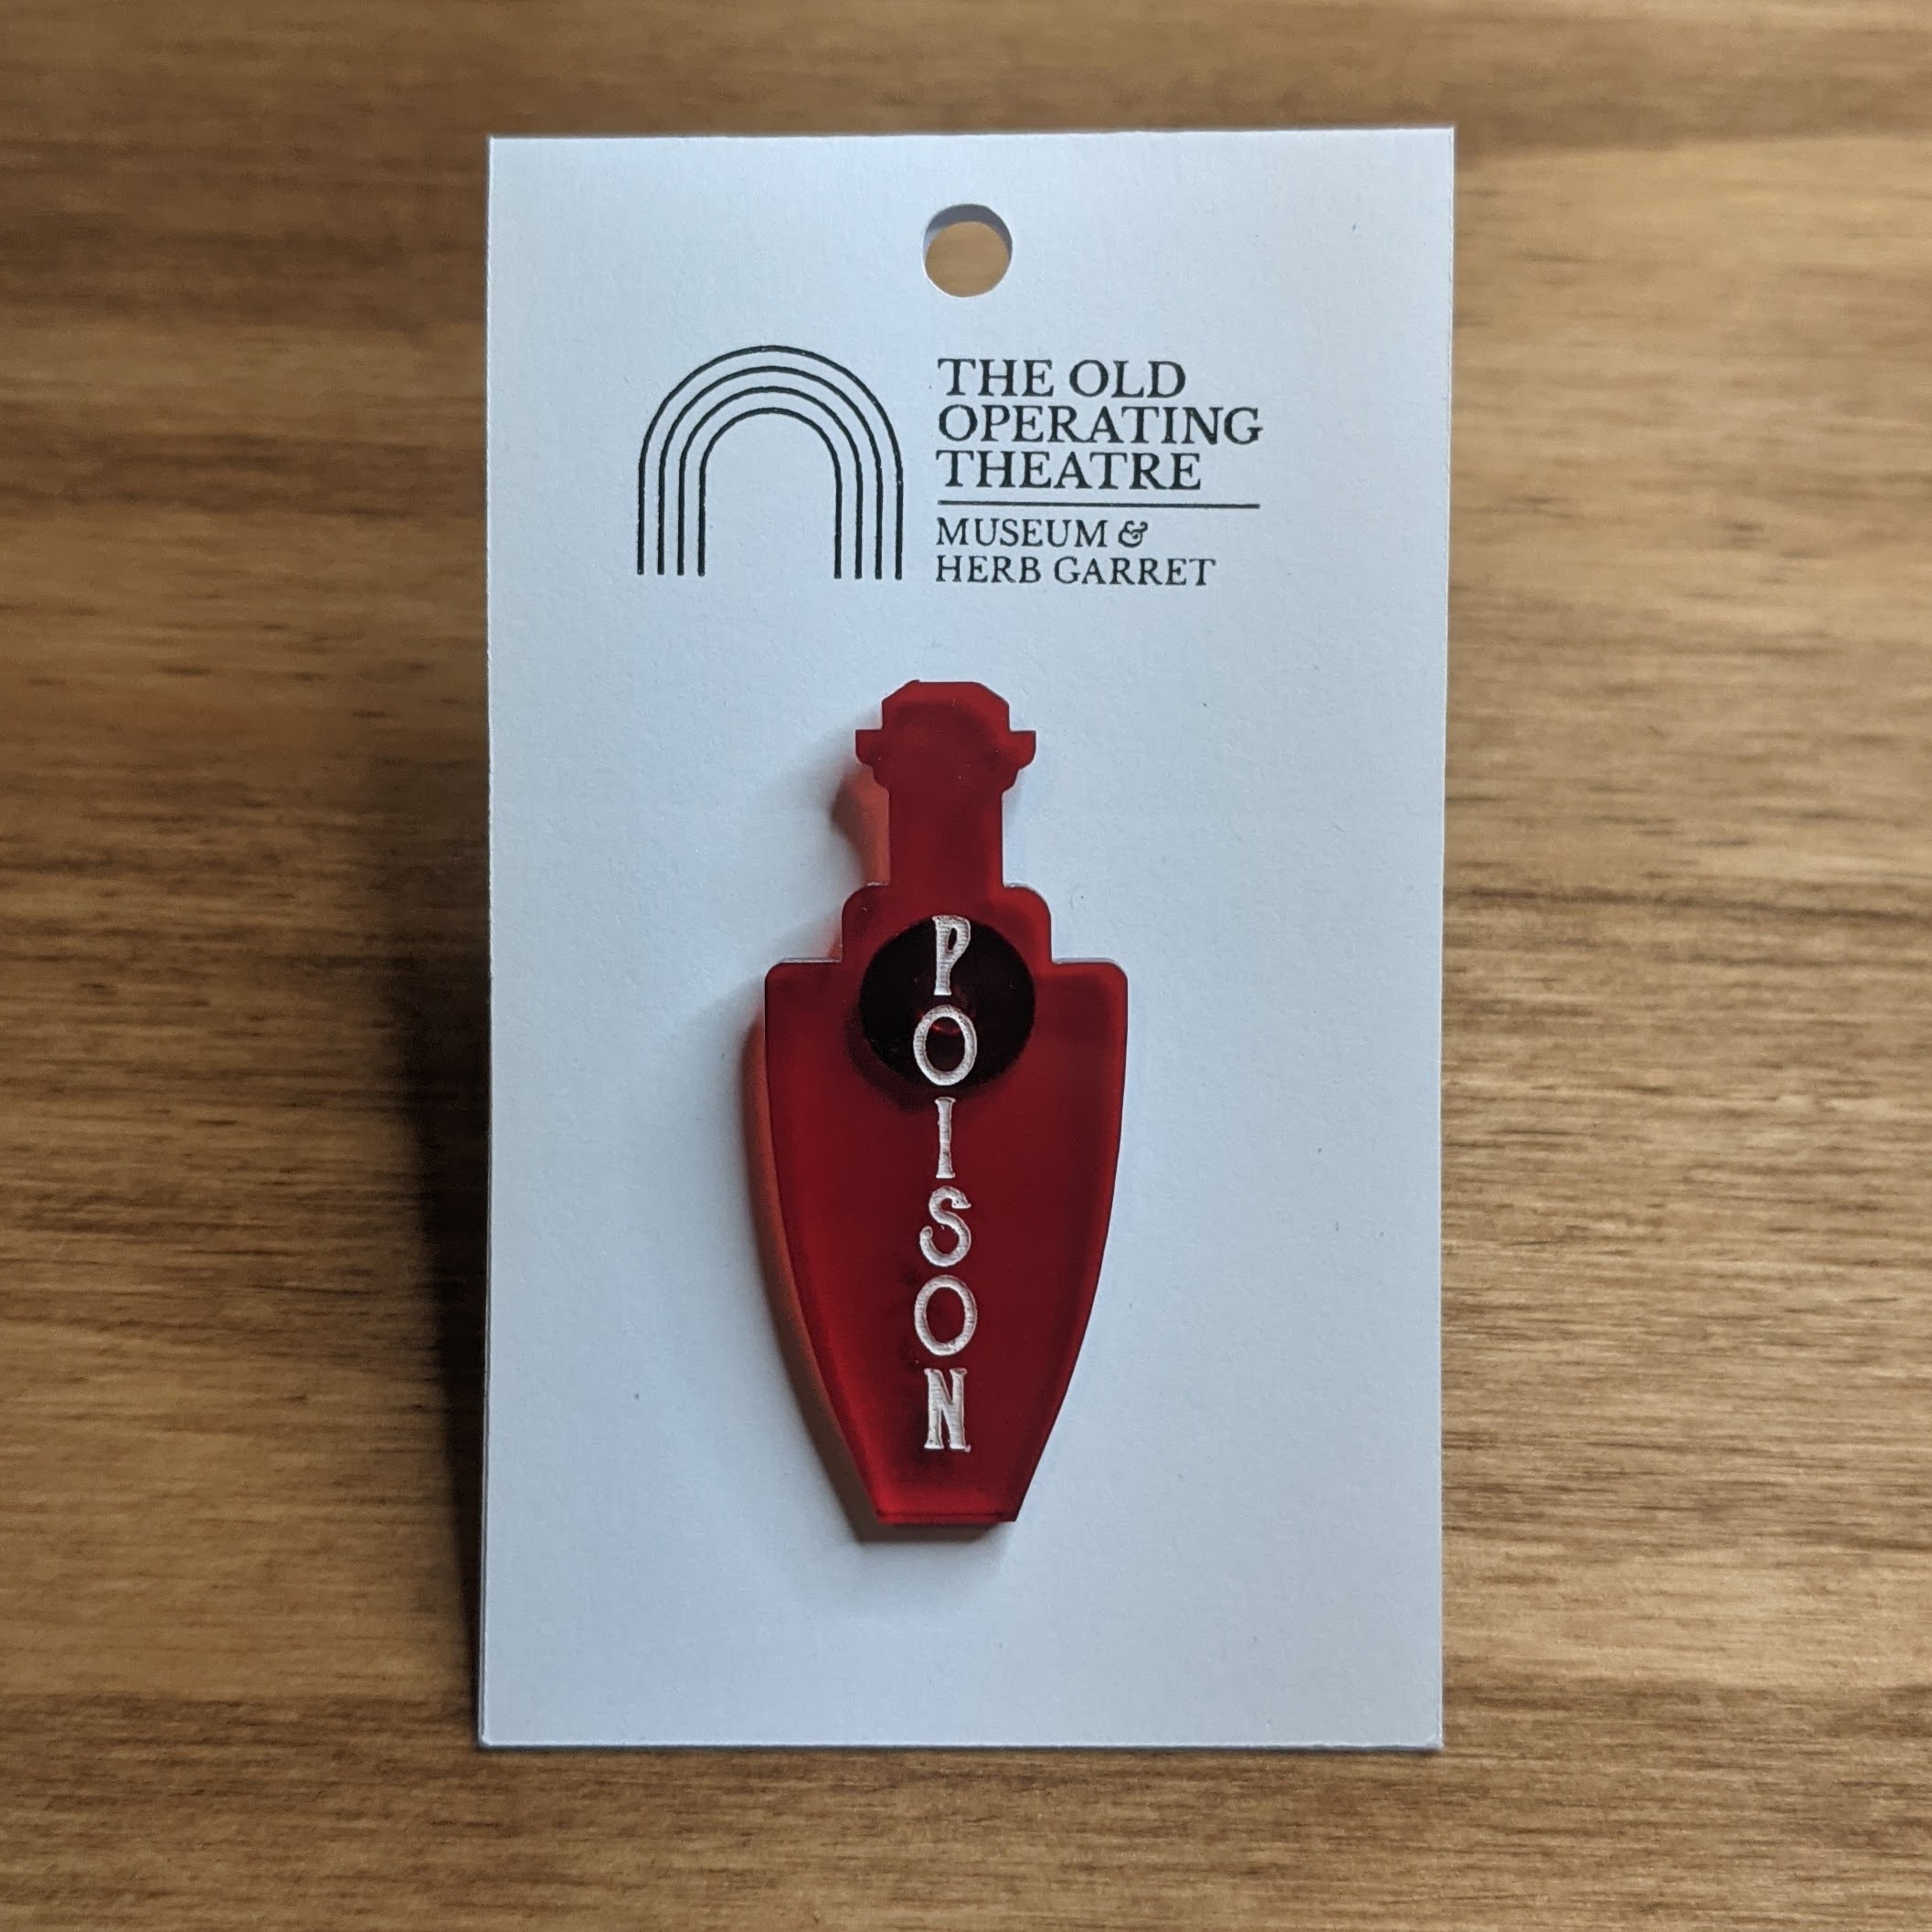 THE OLD
OPERATING
THEATRE
MUSEUM &
HERB GARRET
POISON